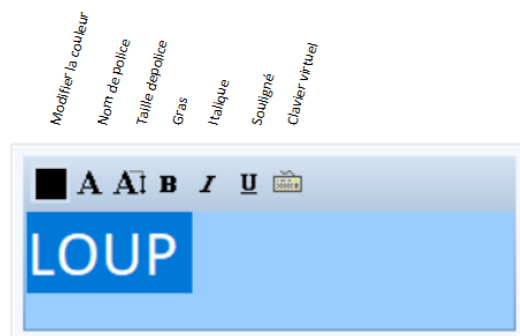 Modifier la couleur
Nom de police
Taille depolice
Gras
Italique
Souligné
Clavier virtuel
A A B I U
LOUP